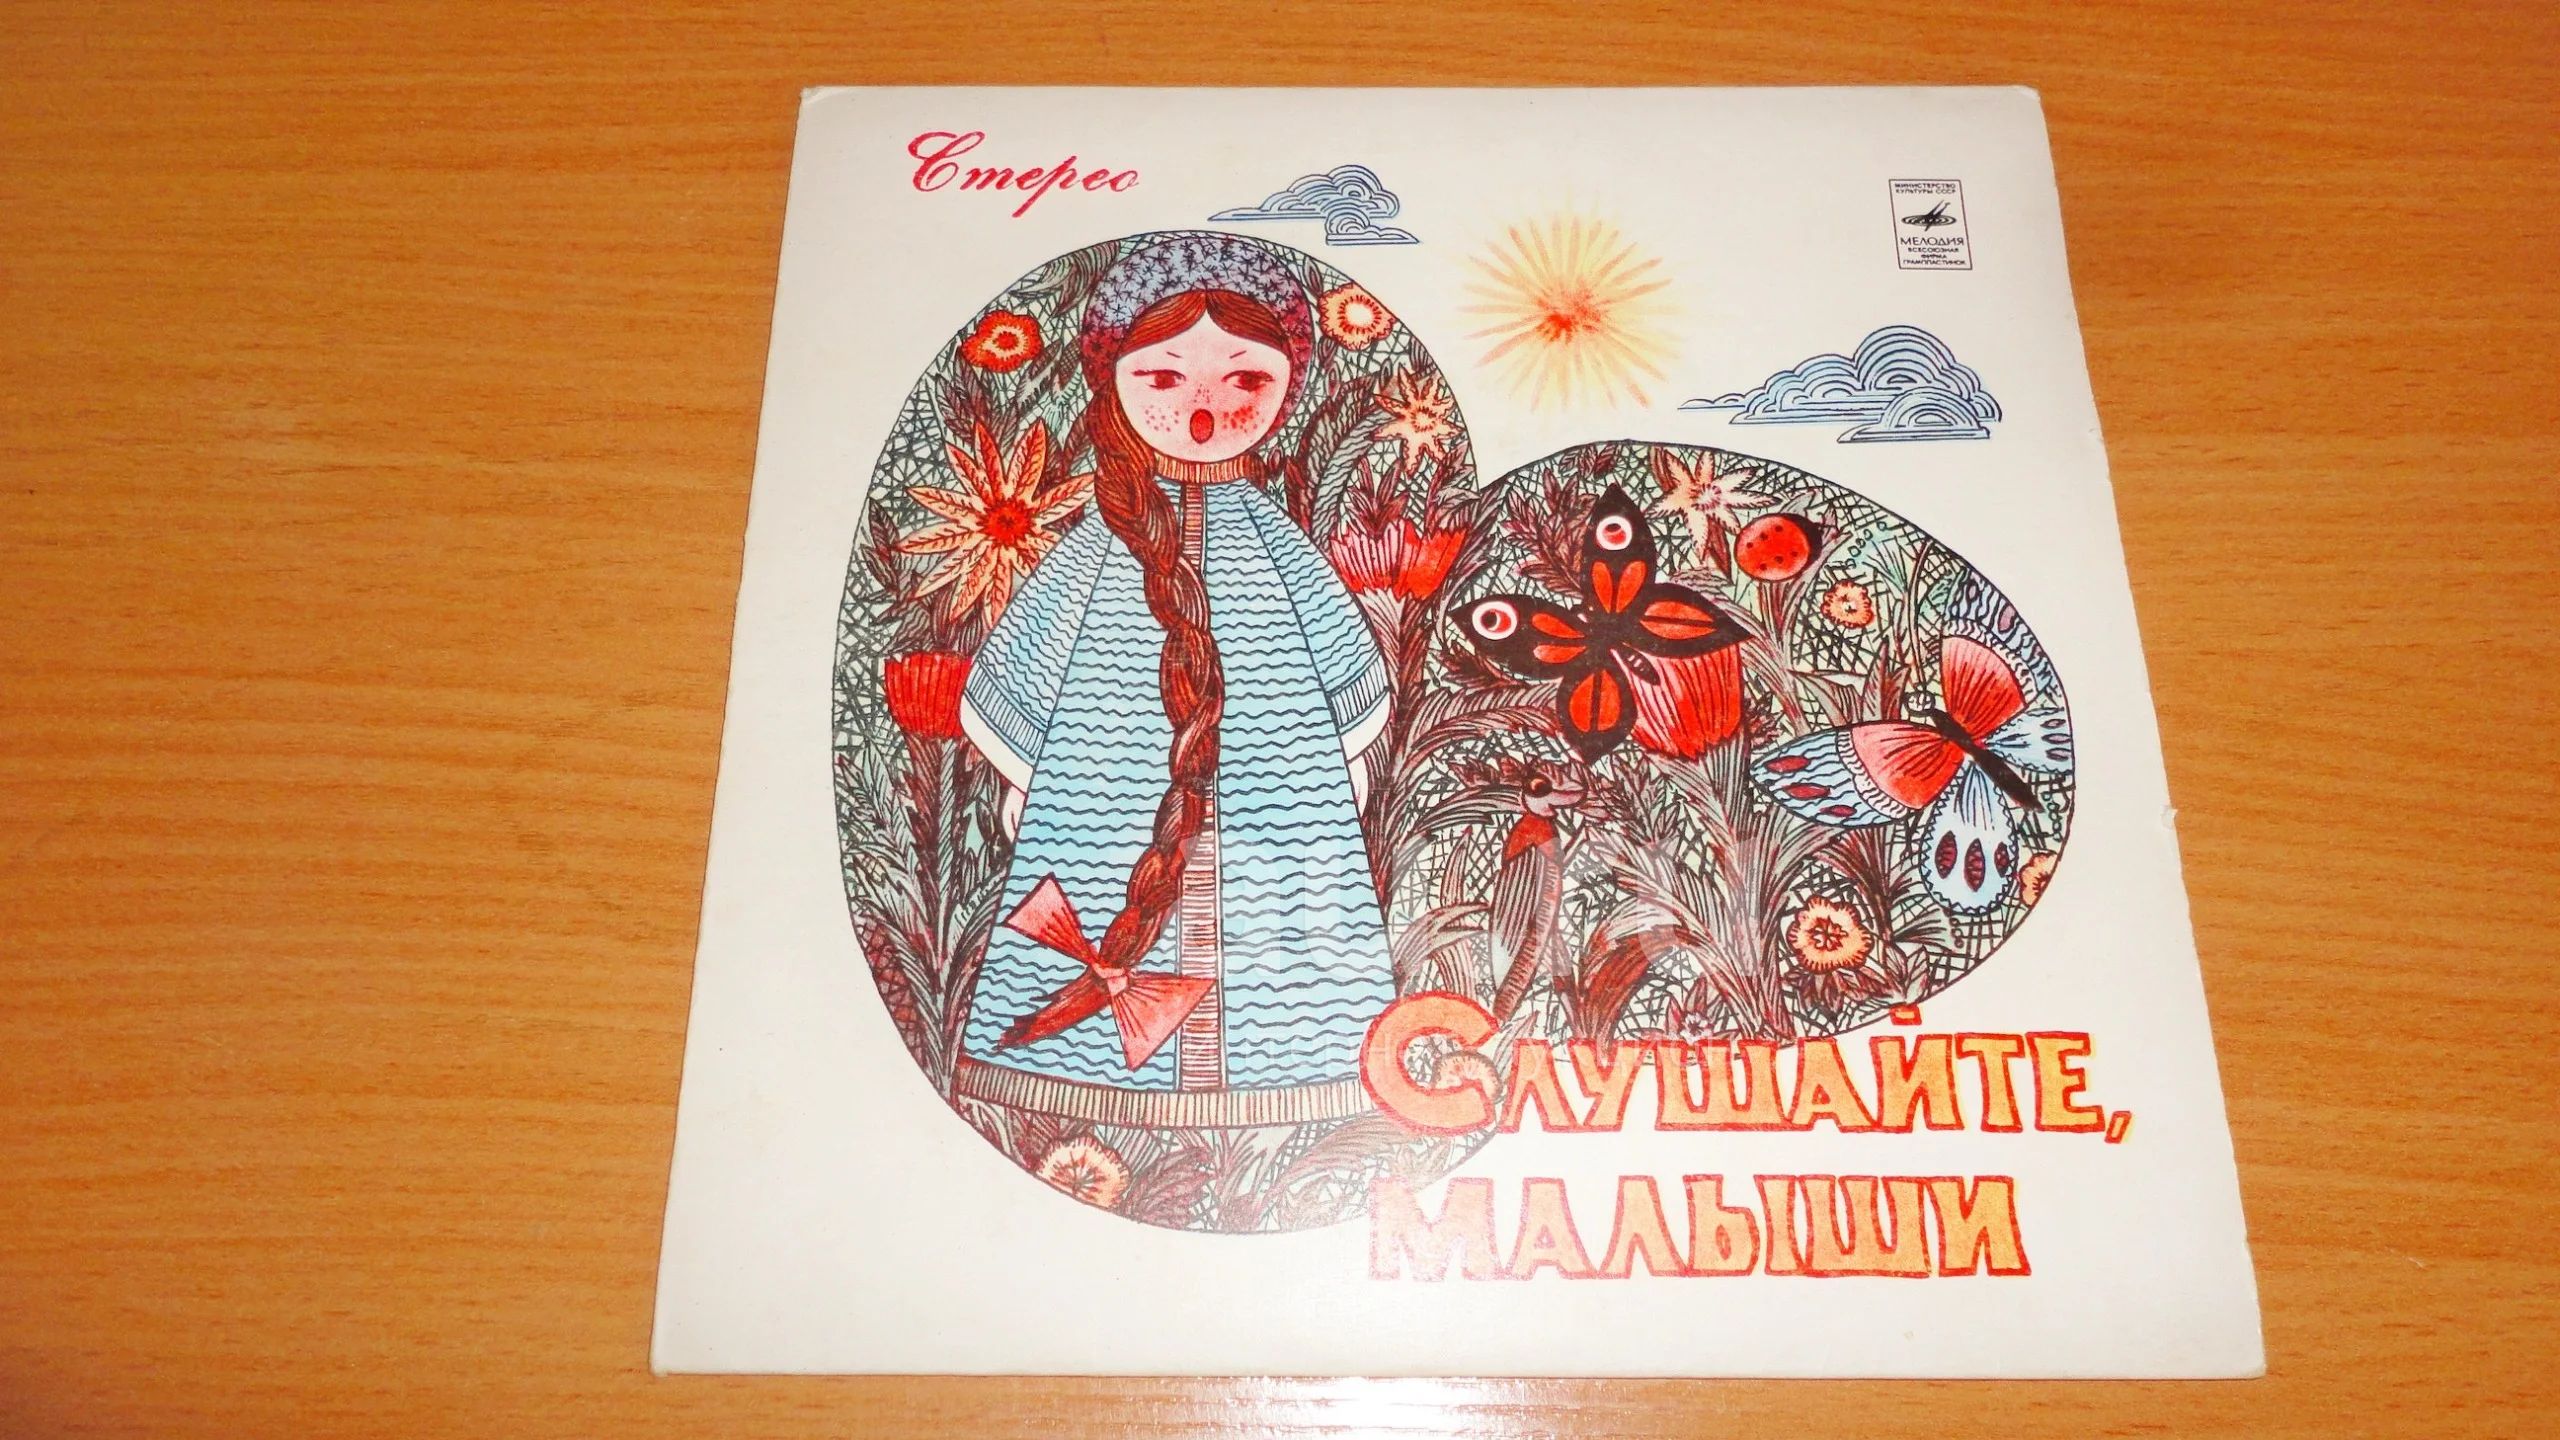 Стерео
МИНИСТЕРСТВО
КУЛЬТУРЫ СССР
МЕЛОДИЯ
ВСЕСОЮЗНАЯ
ФИРМА
ГРАМПЛАСТИНОК
СЛУШАЙТЕ,
МАЛЫШИ